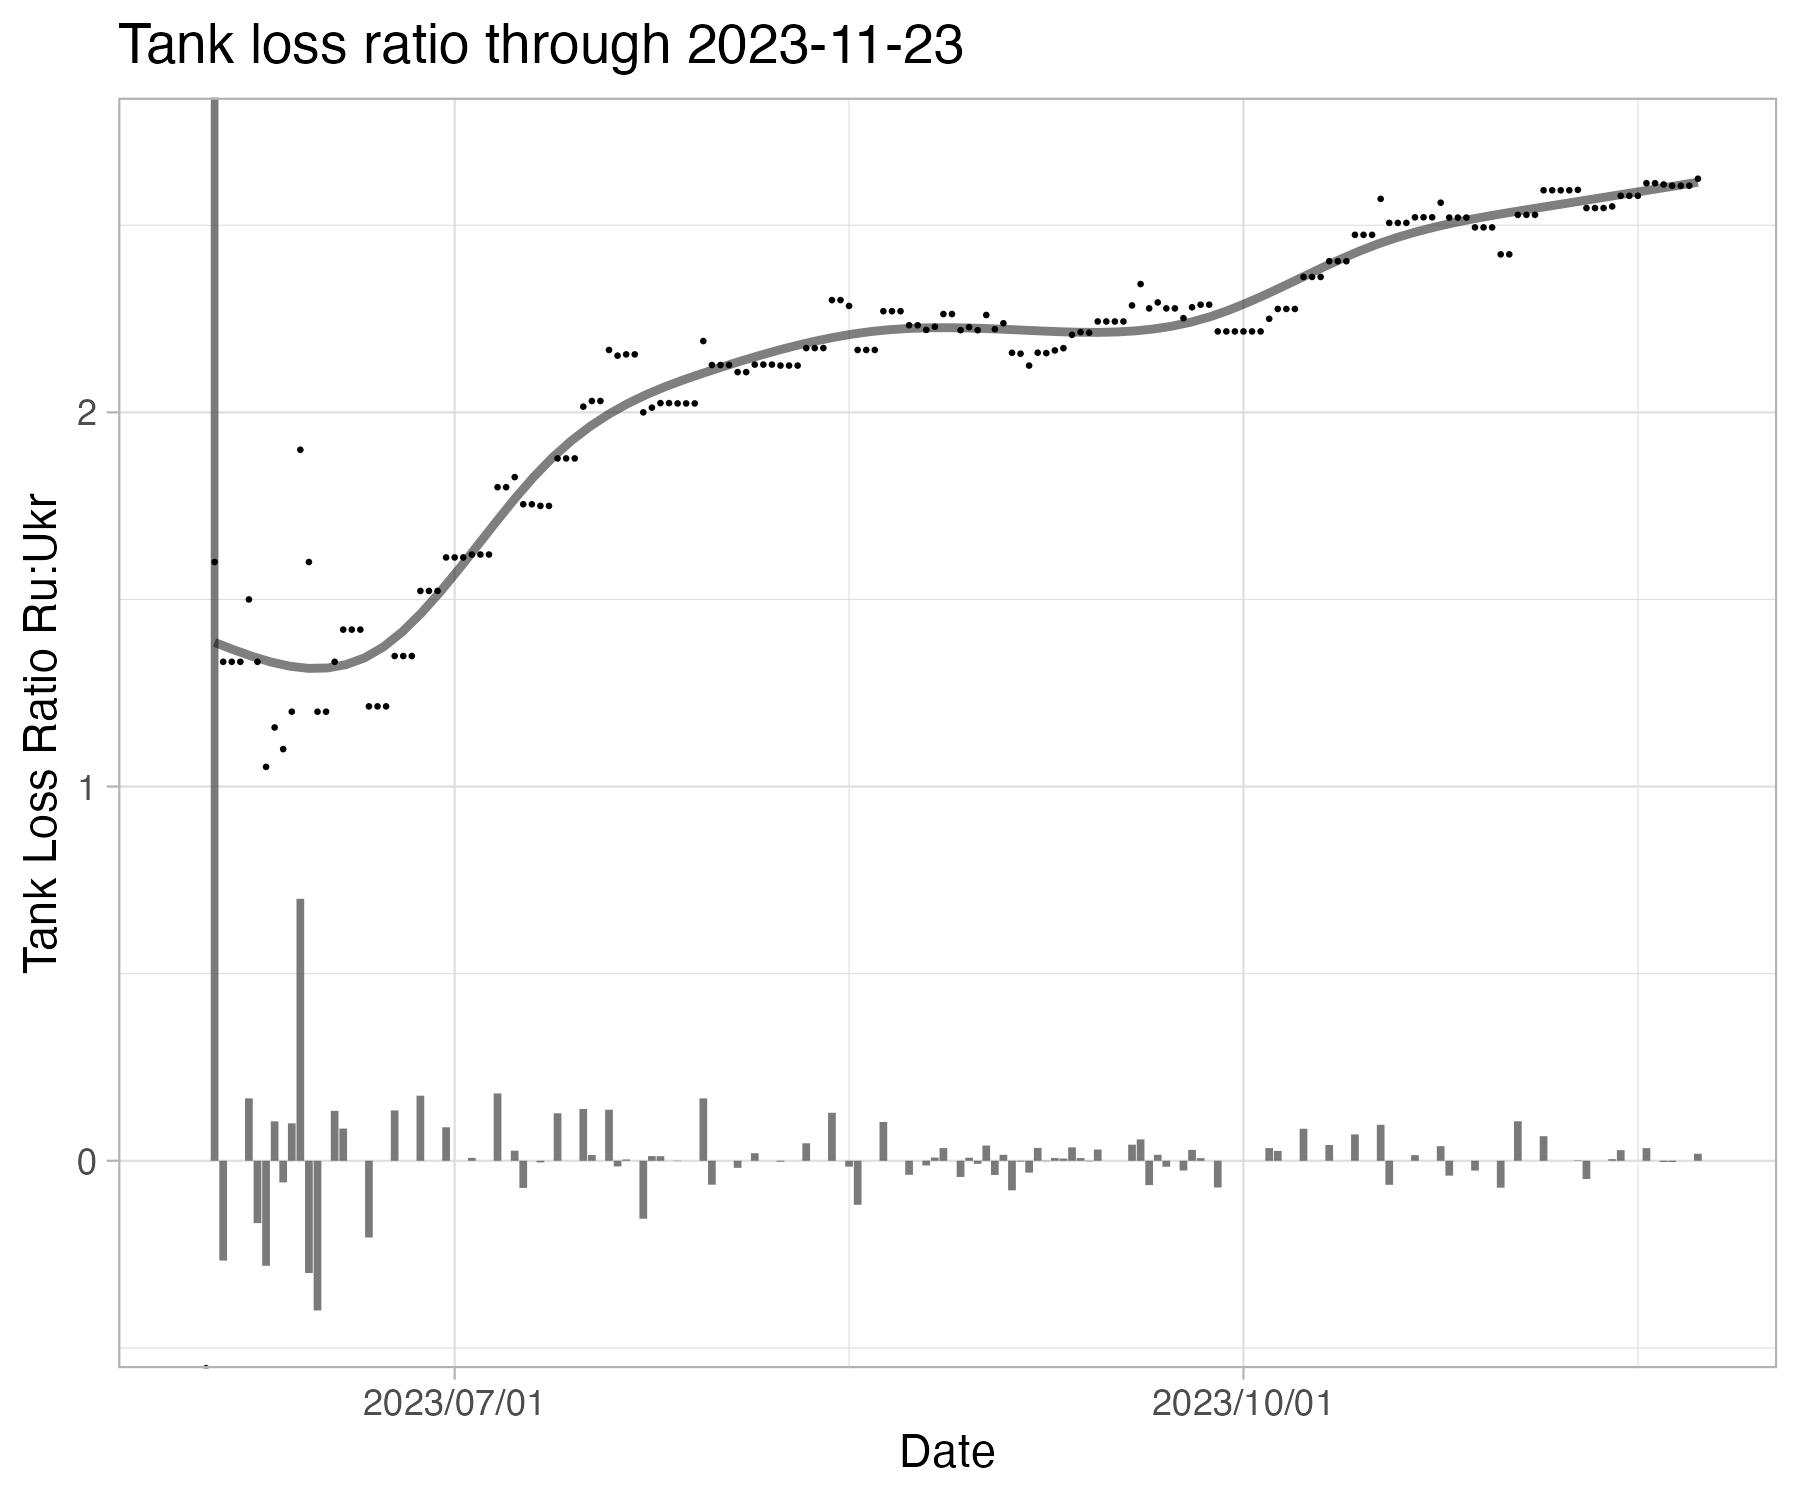 Tank loss ratio through 2023-11-23
Tank Loss Ratio Ru:Ukr
2
1
0
2023/07/01
2023/10/01
Date